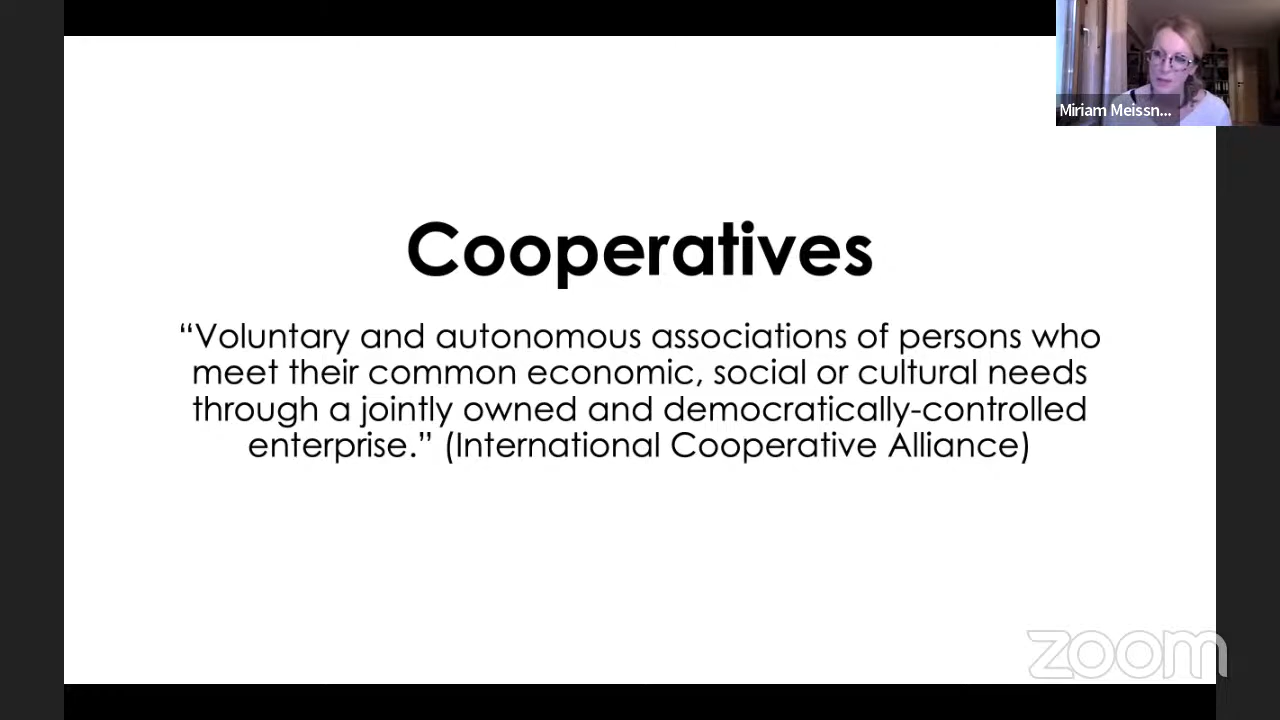 Miriam Meissn...
Cooperatives
“Voluntary and autonomous associations of persons who
meet their common economic, social or cultural needs
through a jointly owned and democratically-controlled
enterprise.” (International Cooperative Alliance)
zoom